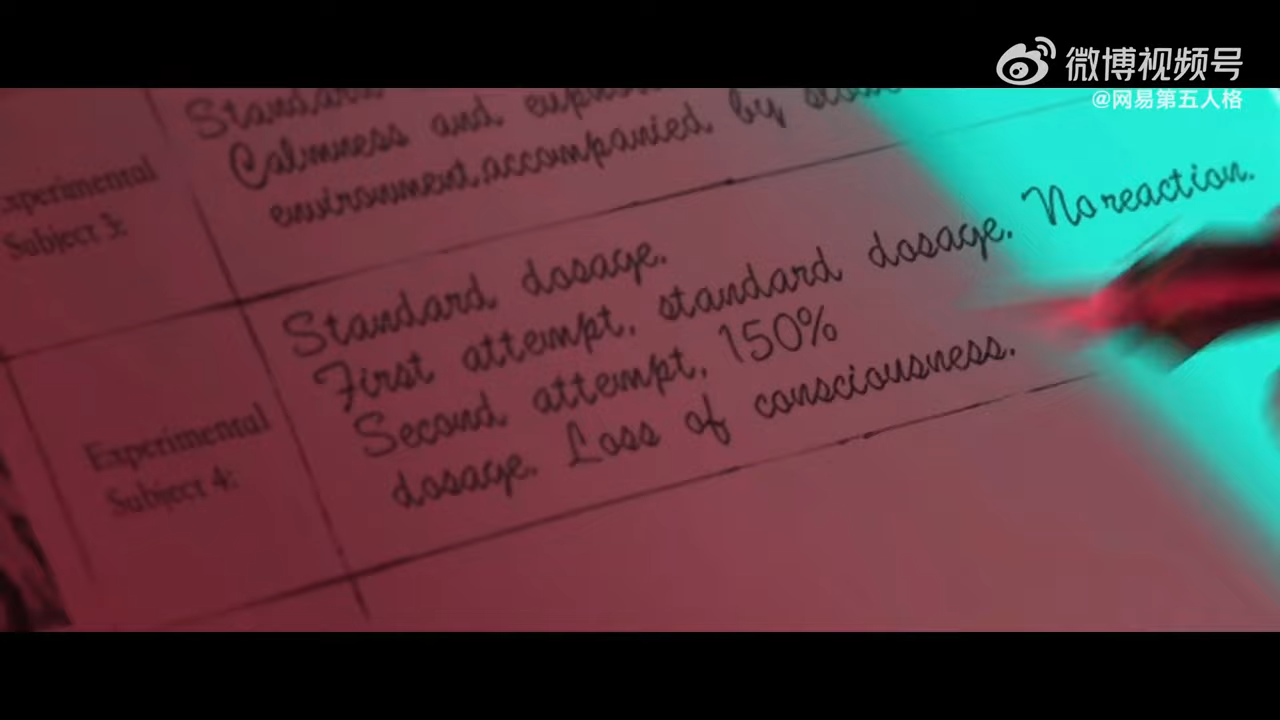 微博视频号
@网易第五人格
Standard
Calmness and
environment, accompanied by
Experimental
Subject 3:
Standard dosage.
First attempt, standard dosage. No reaction.
Second attempt, 150%
dosage. Loss of consciousness.
Experimental
Subject 4: